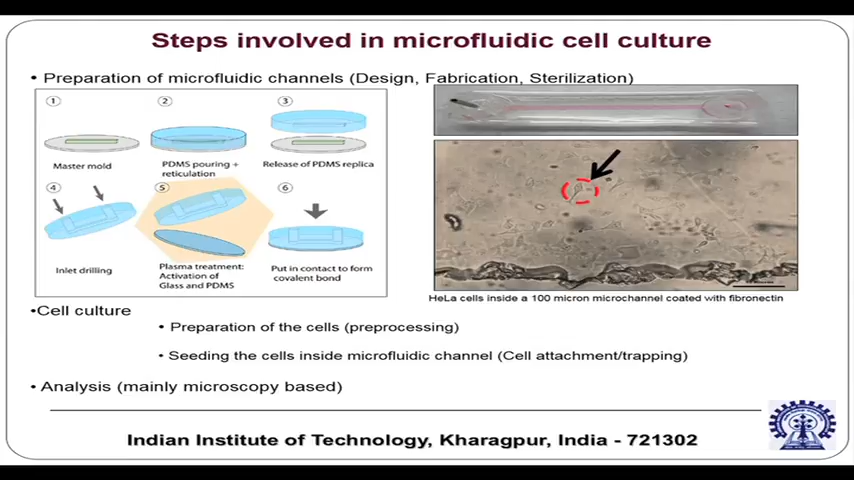 Steps involved in microfluidic cell culture
• Preparation of microfluidic channels (Design, Fabrication, Sterilization)
1
2
3
Master mold
PDMS pouring +
reticulation
Release of PDMS replica
4
5
6
Inlet drilling
Plasma treatment:
Activation of
Glass and PDMS
Put in contact to form
covalent bond
HeLa cells inside a 100 micron microchannel coated with fibronectin
•Cell culture
• Preparation of the cells (preprocessing)
• Seeding the cells inside microfluidic channel (Cell attachment/trapping)
• Analysis (mainly microscopy based)
Indian Institute of Technology, Kharagpur, India - 721302